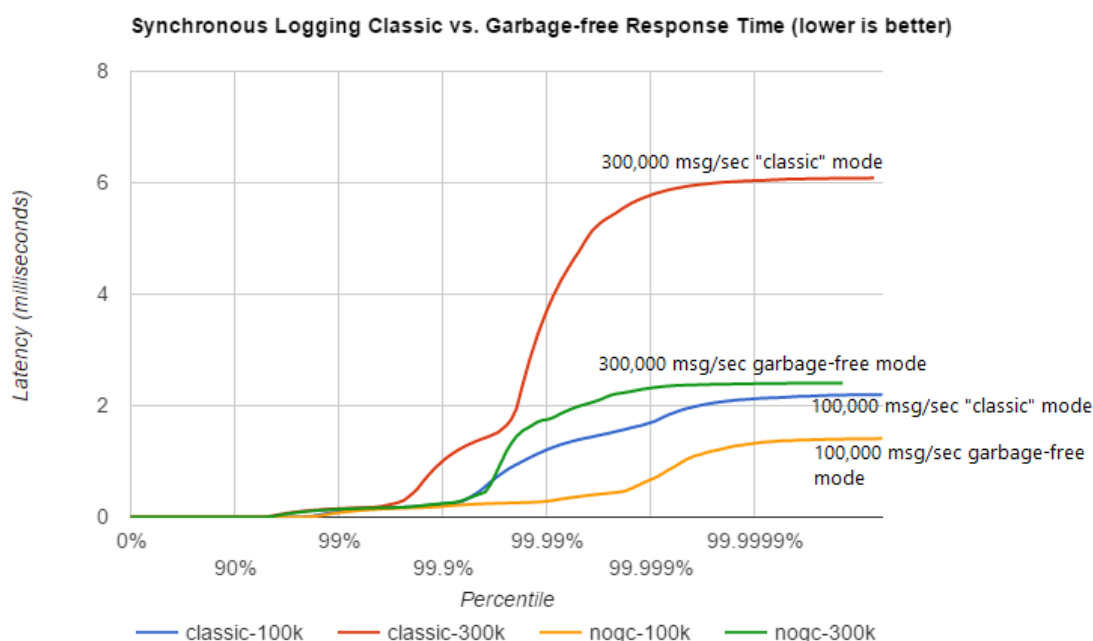 Synchronous Logging Classic vs. Garbage-free Response Time (lower is better)
8
6
4
2
0
Latency (milliseconds)
300,000 msg/sec "classic" mode
300,000 msg/sec garbage-free mode
100,000 msg/sec "classic" mode
100,000 msg/sec garbage-free
mode
0%
99%
99.99%
99.9999%
90%
99.9%
99.999%
Percentile
classic-100k
classic-300k
nogc-100k
nogc-300k